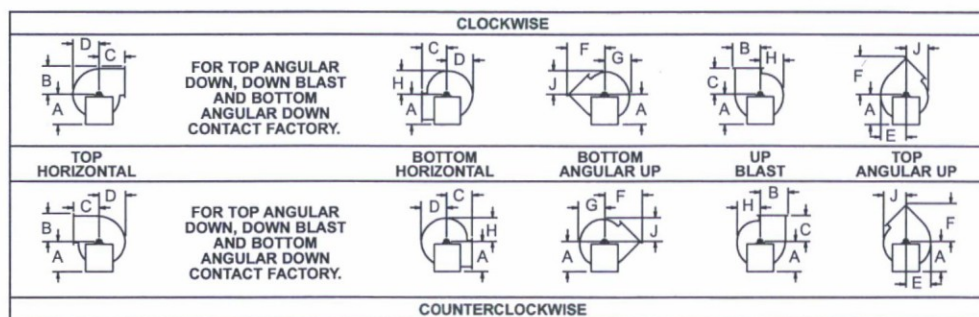 CLOCKWISE
D
C
B
A
FOR TOP ANGULAR
DOWN, DOWN BLAST
AND BOTTOM
ANGULAR DOWN
CONTACT FACTORY.
C
D
H
A
F
G
J
A
B
H
C
A
J
F
A
E
TOP
HORIZONTAL
BOTTOM
HORIZONTAL
BOTTOM
ANGULAR UP
UP
BLAST
TOP
ANGULAR UP
D
C
B
A
FOR TOP ANGULAR
DOWN, DOWN BLAST
AND BOTTOM
ANGULAR DOWN
CONTACT FACTORY.
C
D
H
A
F
G
J
A
B
H
C
A
J
F
A
E
COUNTERCLOCKWISE